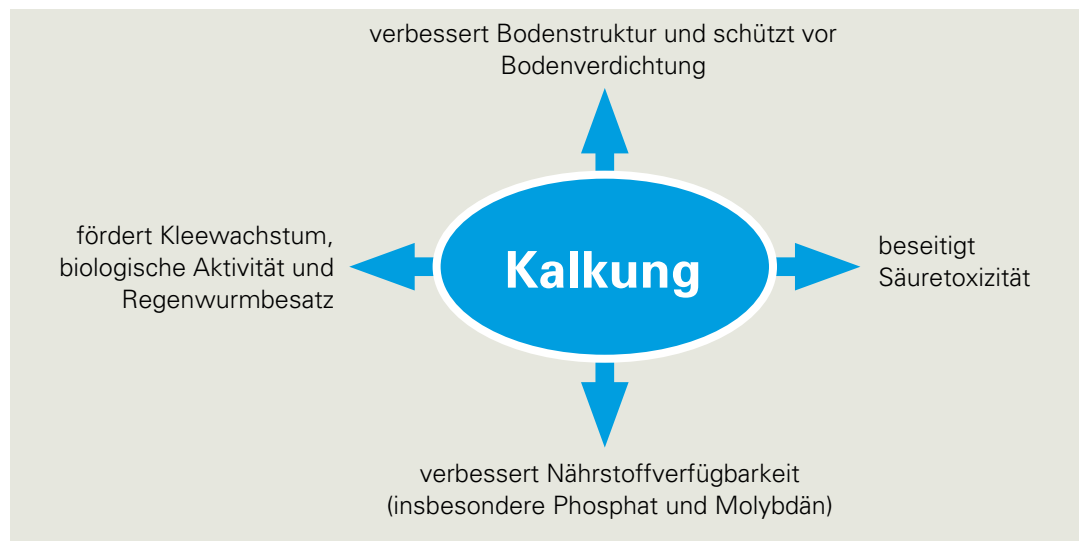 verbessert Bodenstruktur und schützt vor
Bodenverdichtung
fördert Kleewachstum,
biologische Aktivität und
Regenwurmbesatz
Kalkung
beseitigt
Säuretoxizität
verbessert Nährstoffverfügbarkeit
(insbesondere Phosphat und Molybdän)